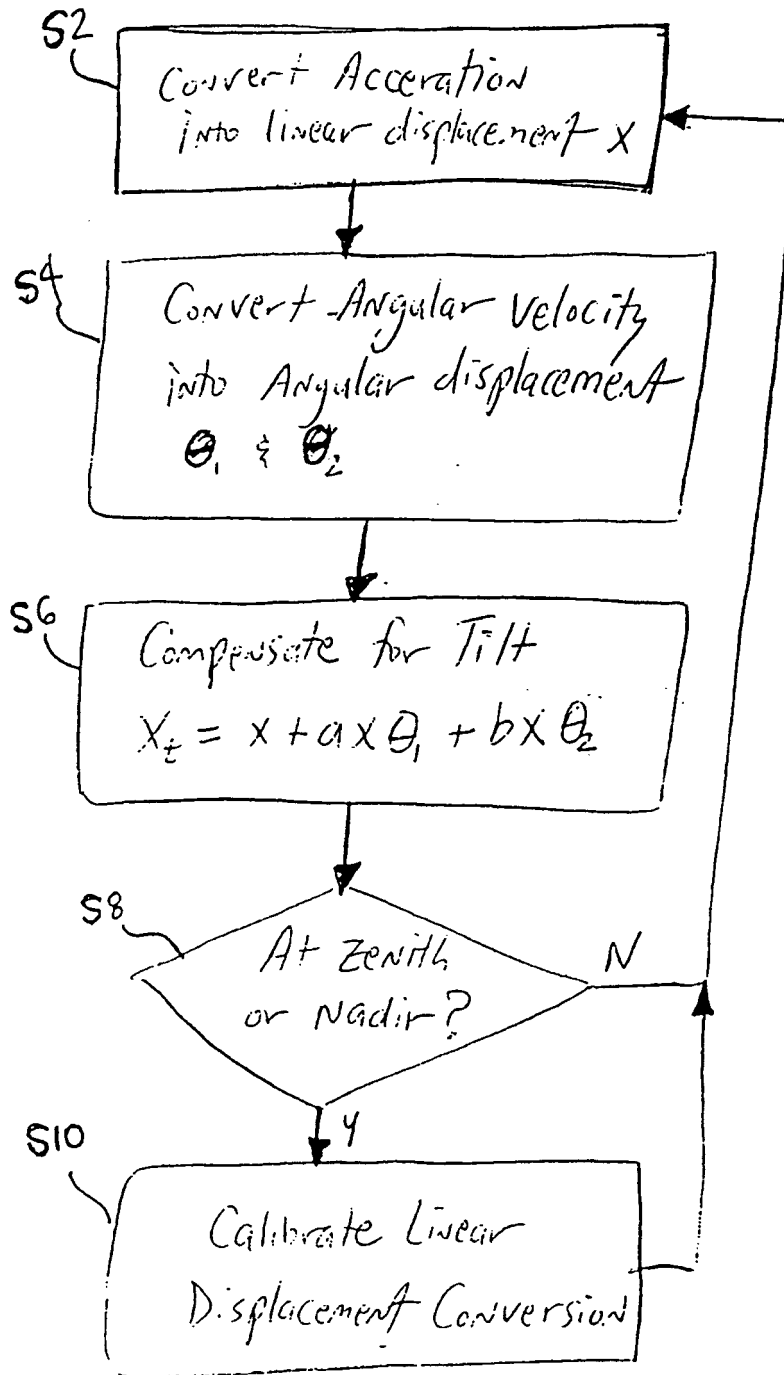 S2
Convert Acceration
into linear displacement x
S4
Convert Angular Velocity
into Angular displacement
θ₁ & θ₂
S6
Compensate for Tilt
Xₜ = x + a x θ₁ + b x θ₂
S8
At zenith
or Nadir?
N
Y
S10
Calibrate Linear
Displacement Conversion